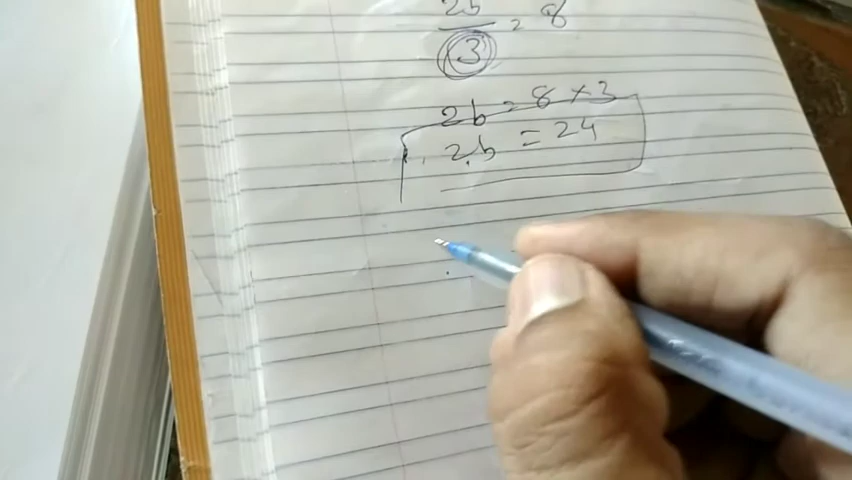 2b/3 = 8
2b = 8 × 3
2b = 24